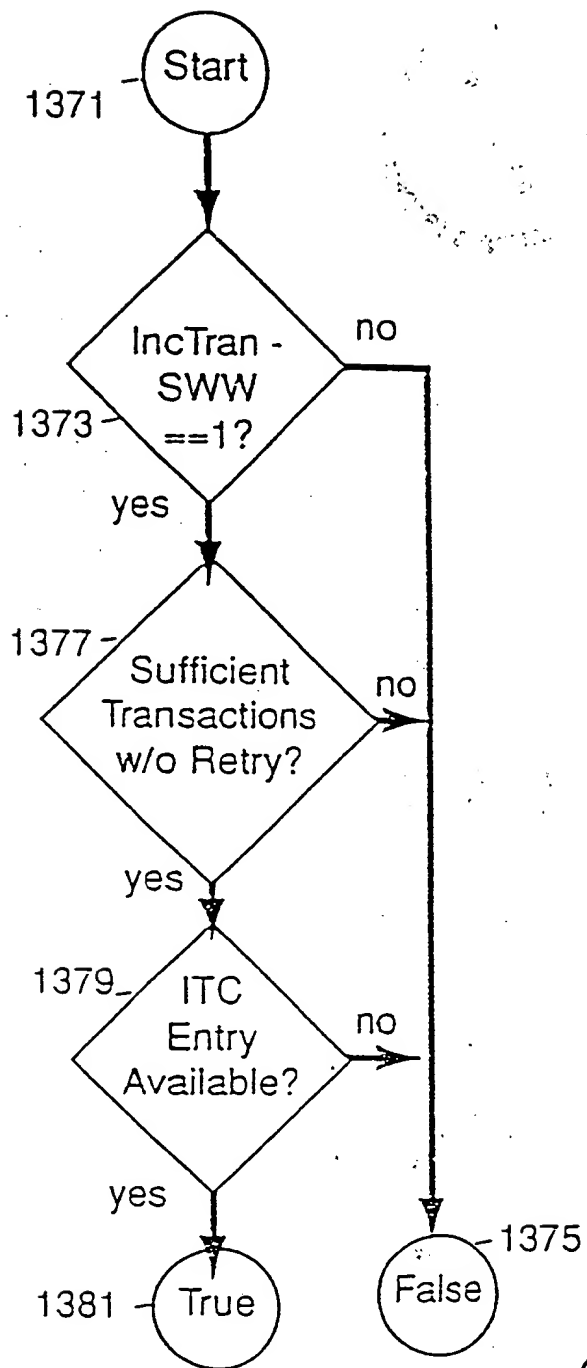 Start
1371
IncTran -
SWW
==1?
1373
no
yes
1377
Sufficient
Transactions
w/o Retry?
no
yes
1379
ITC
Entry
Available?
no
yes
1375
1381
True
False